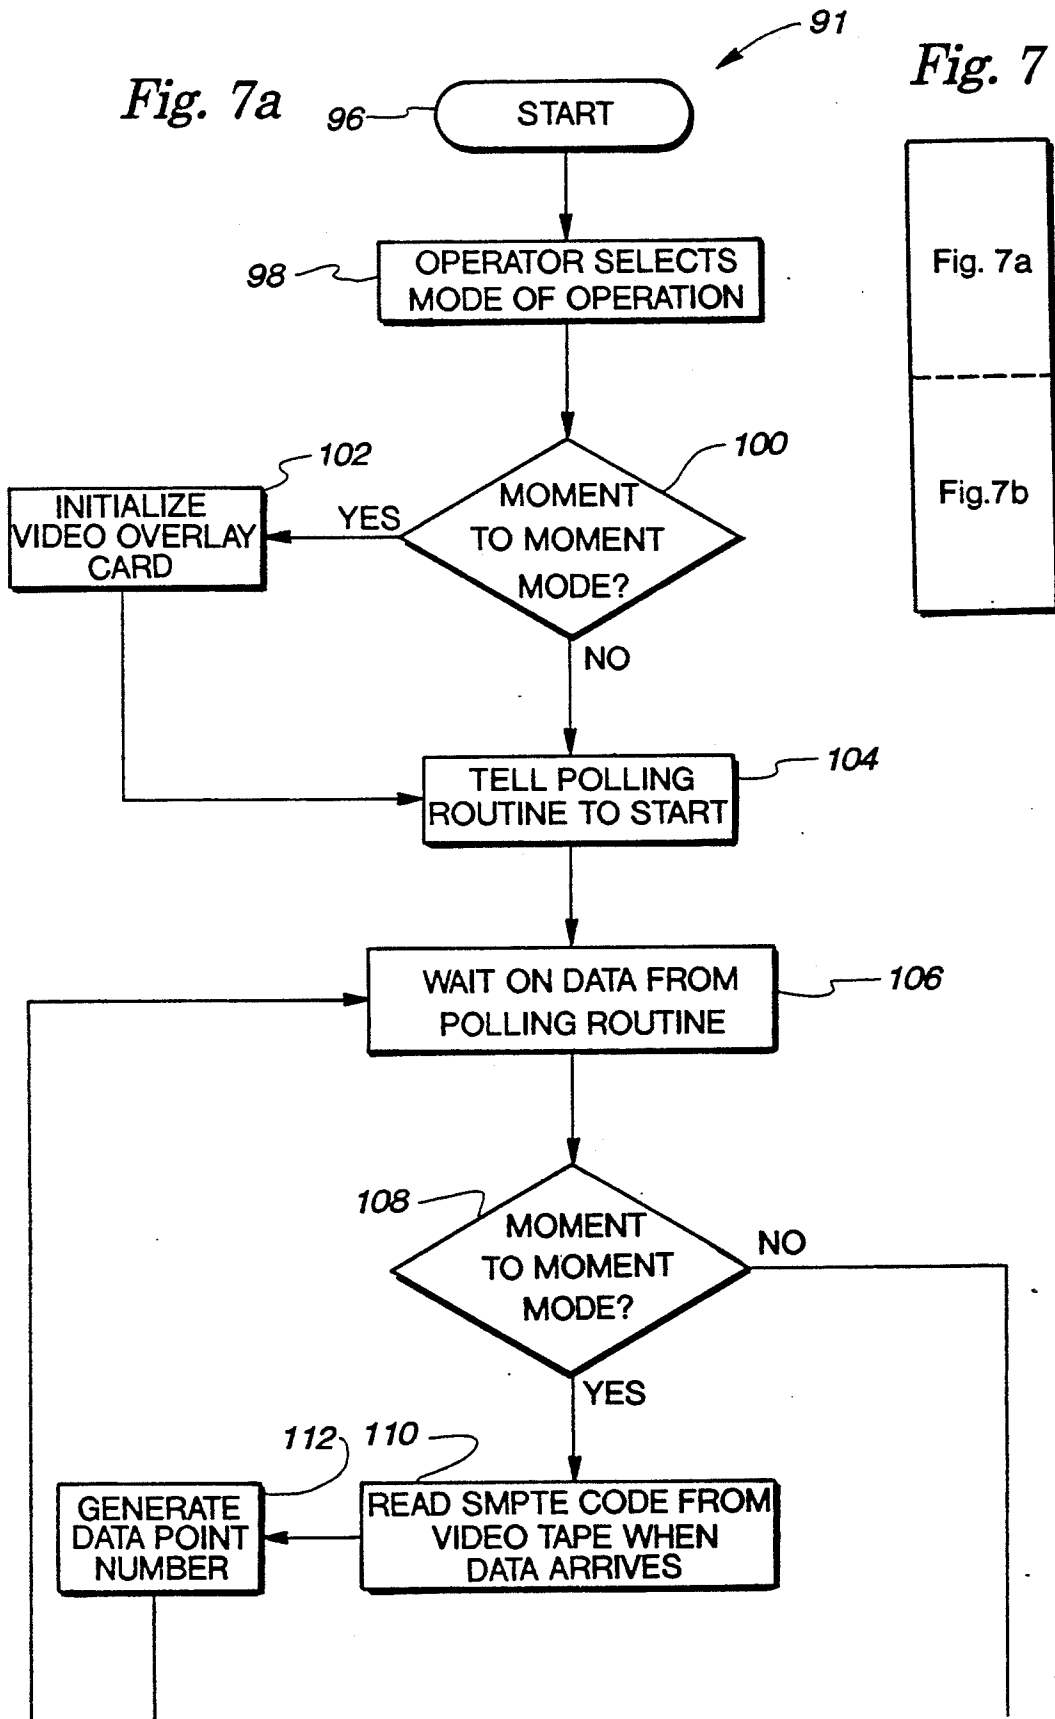 91
Fig. 7a
Fig. 7
96
START
Fig. 7a
98
OPERATOR SELECTS
MODE OF OPERATION
100
102
MOMENT
TO MOMENT
MODE?
YES
INITIALIZE
VIDEO OVERLAY
CARD
Fig.7b
NO
104
TELL POLLING
ROUTINE TO START
106
WAIT ON DATA FROM
POLLING ROUTINE
108
MOMENT
TO MOMENT
MODE?
NO
YES
112
110
GENERATE
DATA POINT
NUMBER
READ SMPTE CODE FROM
VIDEO TAPE WHEN
DATA ARRIVES